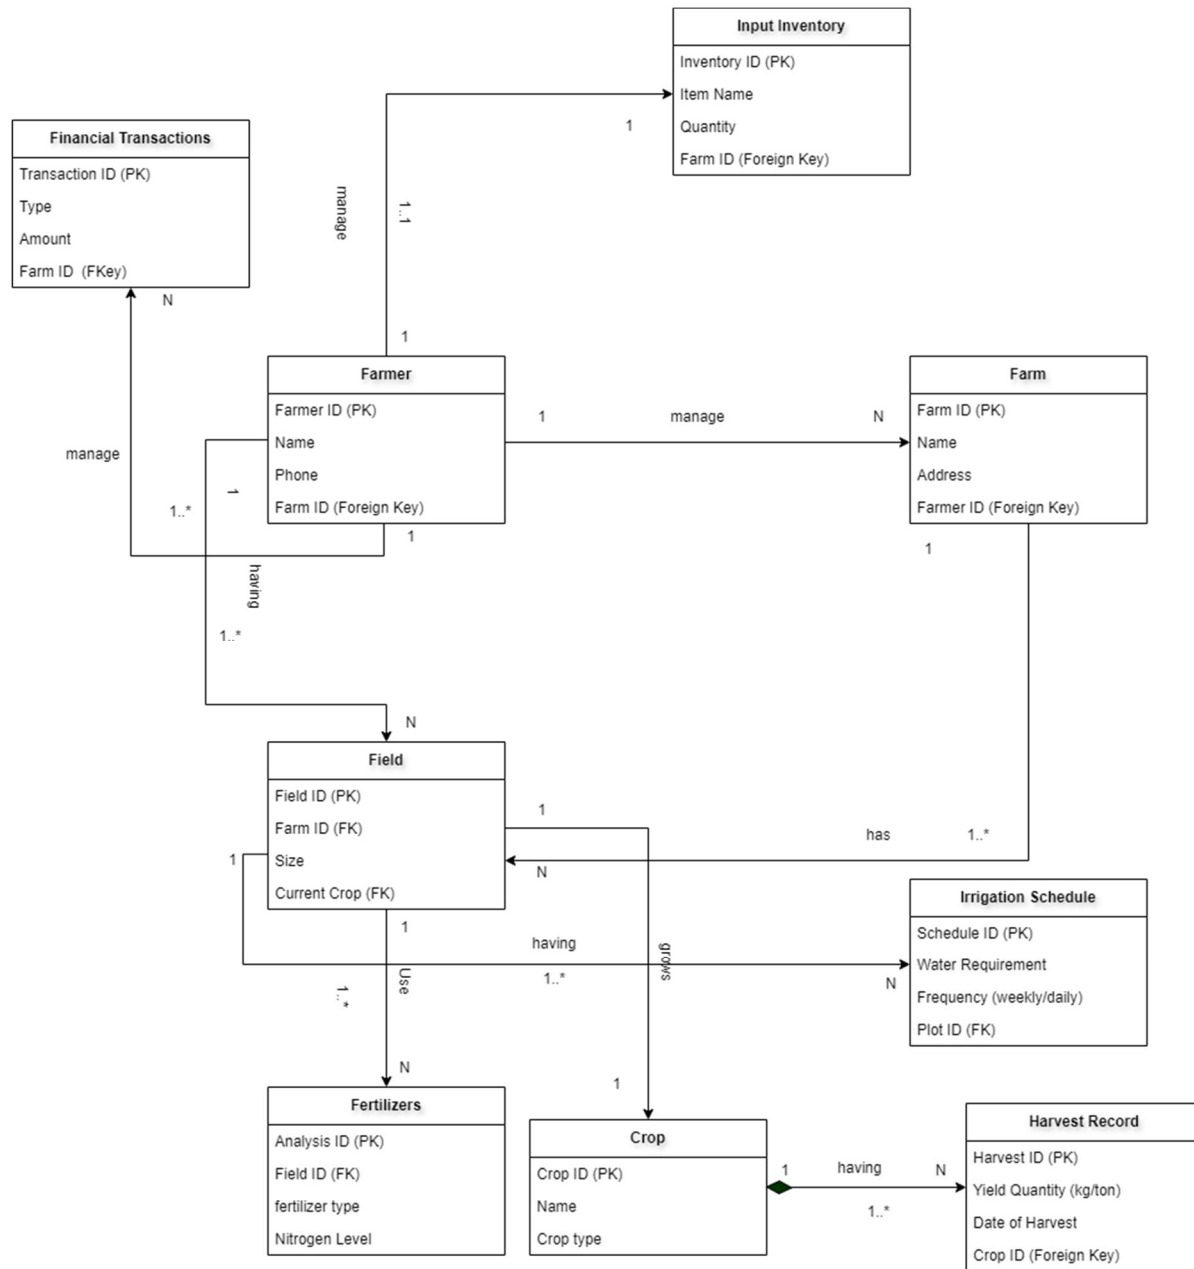 Input Inventory
Inventory ID (PK)
Item Name
Quantity
Farm ID (Foreign Key)
1
manage
1..1
1
Financial Transactions
Transaction ID (PK)
Type
Amount
Farm ID  (FKey)
N
manage
Farmer
Farmer ID (PK)
Name
Phone
Farm ID (Foreign Key)
1
manage
N
Farm
Farm ID (PK)
Name
Address
Farmer ID (Foreign Key)
1
1..*
1
1
having
1..*
N
Field
Field ID (PK)
Farm ID (FK)
Size
Current Crop (FK)
1
has
1..*
N
1
1
having
1..*
N
grows
Use
1..*
N
1
Irrigation Schedule
Schedule ID (PK)
Water Requirement
Frequency (weekly/daily)
Plot ID (FK)
Fertilizers
Analysis ID (PK)
Field ID (FK)
fertilizer type
Nitrogen Level
Crop
Crop ID (PK)
Name
Crop type
1
having
N
1..*
Harvest Record
Harvest ID (PK)
Yield Quantity (kg/ton)
Date of Harvest
Crop ID (Foreign Key)